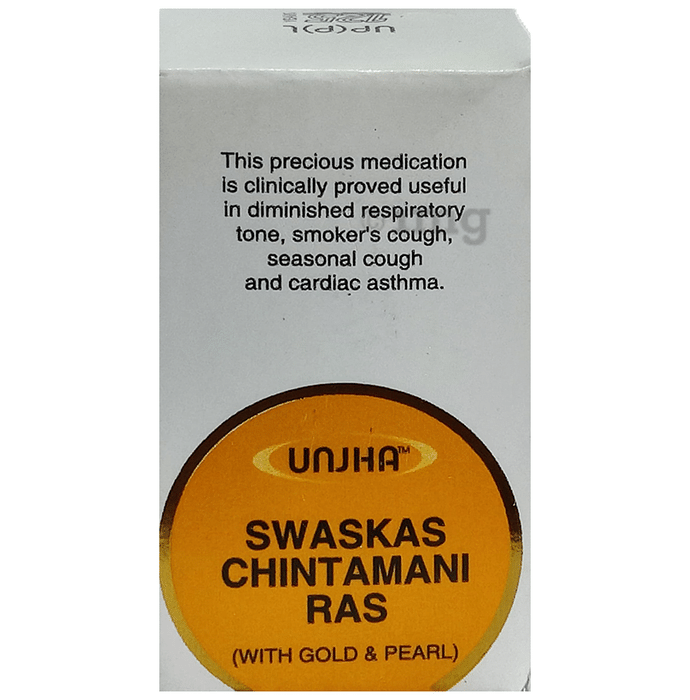 UP(P)L
This precious medication
is clinically proved useful
in diminished respiratory
tone, smoker's cough,
seasonal cough
and cardiac asthma.
UNJHA™
SWASKAS
CHINTAMANI
RAS
(WITH GOLD & PEARL)